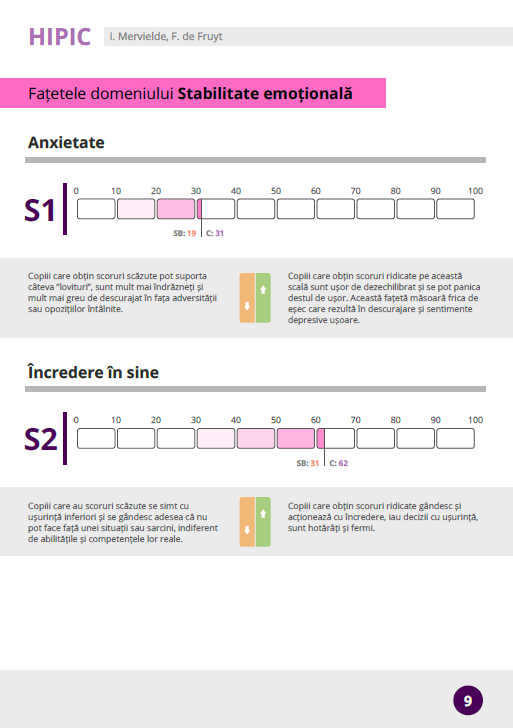 HIPIC I. Mervielde, F. de Fruyt
Fațetele domeniului Stabilitate emoțională
Anxietate
0 10 20 30 40 50 60 70 80 90 100
S1
SB: 19 C: 31
Copiii care obțin scoruri scăzute pot suporta
câteva “lovituri”, sunt mult mai îndrăzneți și
mult mai greu de descurajat în fața adversității
sau opozițiilor întâlnite.
Copiii care obțin scoruri ridicate pe această
scală sunt ușor de dezechilibrat și se pot panica
destul de ușor. Această fațetă măsoară frica de
eșec care rezultă în descurajare și sentimente
depresive ușoare.
Încredere în sine
0 10 20 30 40 50 60 70 80 90 100
S2
SB: 31 C: 62
Copiii care au scoruri scăzute se simt cu
ușurință inferiori și se gândesc adesea că nu
pot face față unei situații sau sarcini, indiferent
de abilitățile și competențele lor reale.
Copiii care obțin scoruri ridicate gândesc și
acționează cu încredere, iau decizii cu ușurință,
sunt hotărâți și fermi.
9